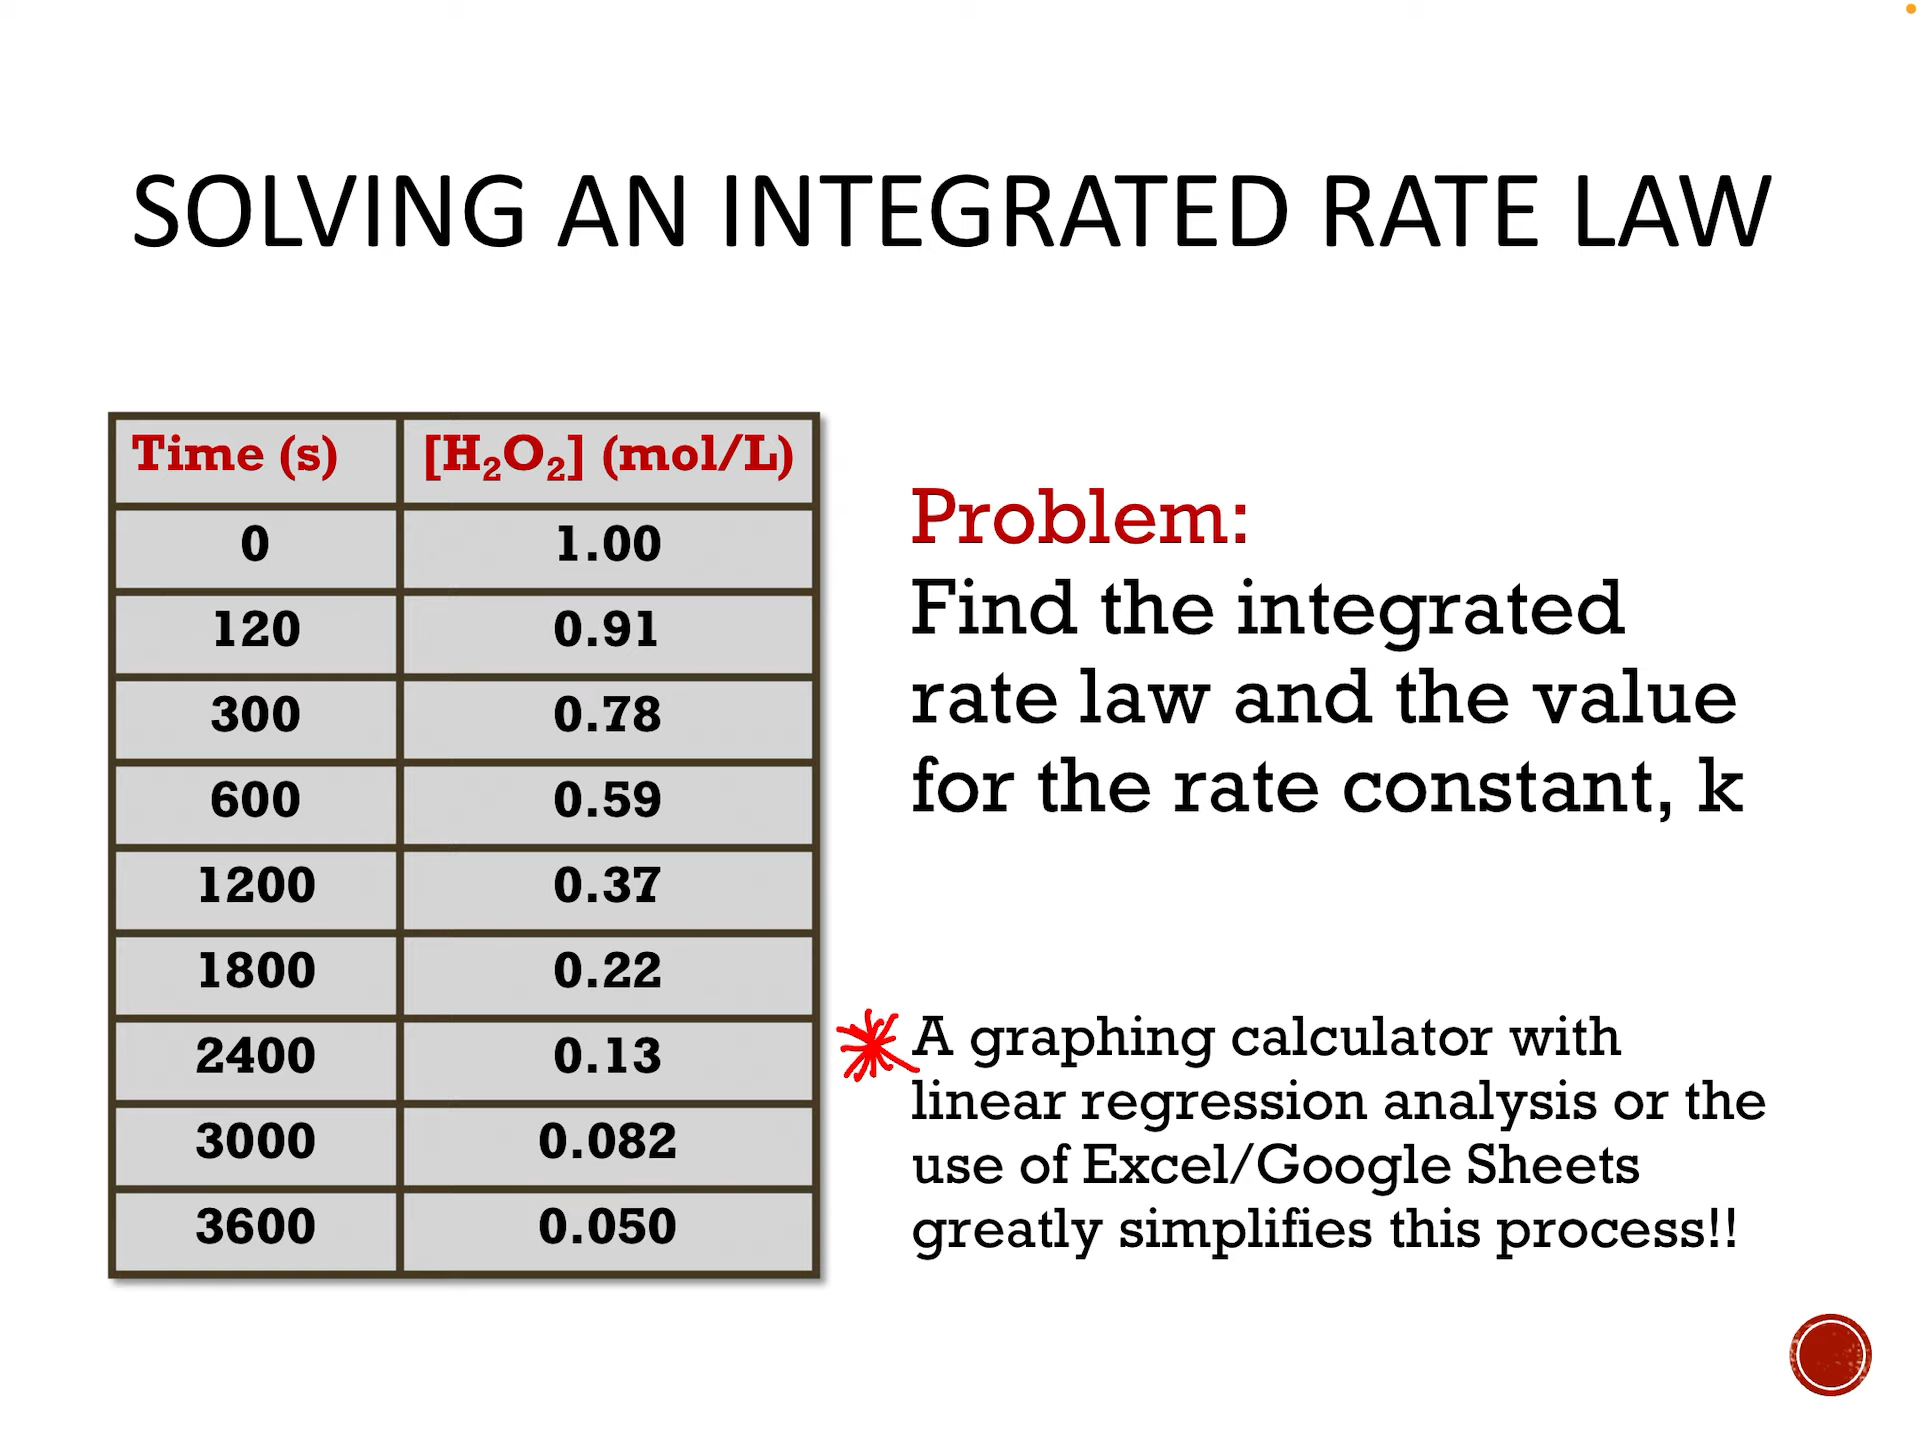 SOLVING AN INTEGRATED RATE LAW
Time (s) [H₂O₂] (mol/L)
0 1.00
120 0.91
300 0.78
600 0.59
1200 0.37
1800 0.22
2400 0.13
3000 0.082
3600 0.050
Problem:
Find the integrated
rate law and the value
for the rate constant, k
A graphing calculator with
linear regression analysis or the
use of Excel/Google Sheets
greatly simplifies this process!!